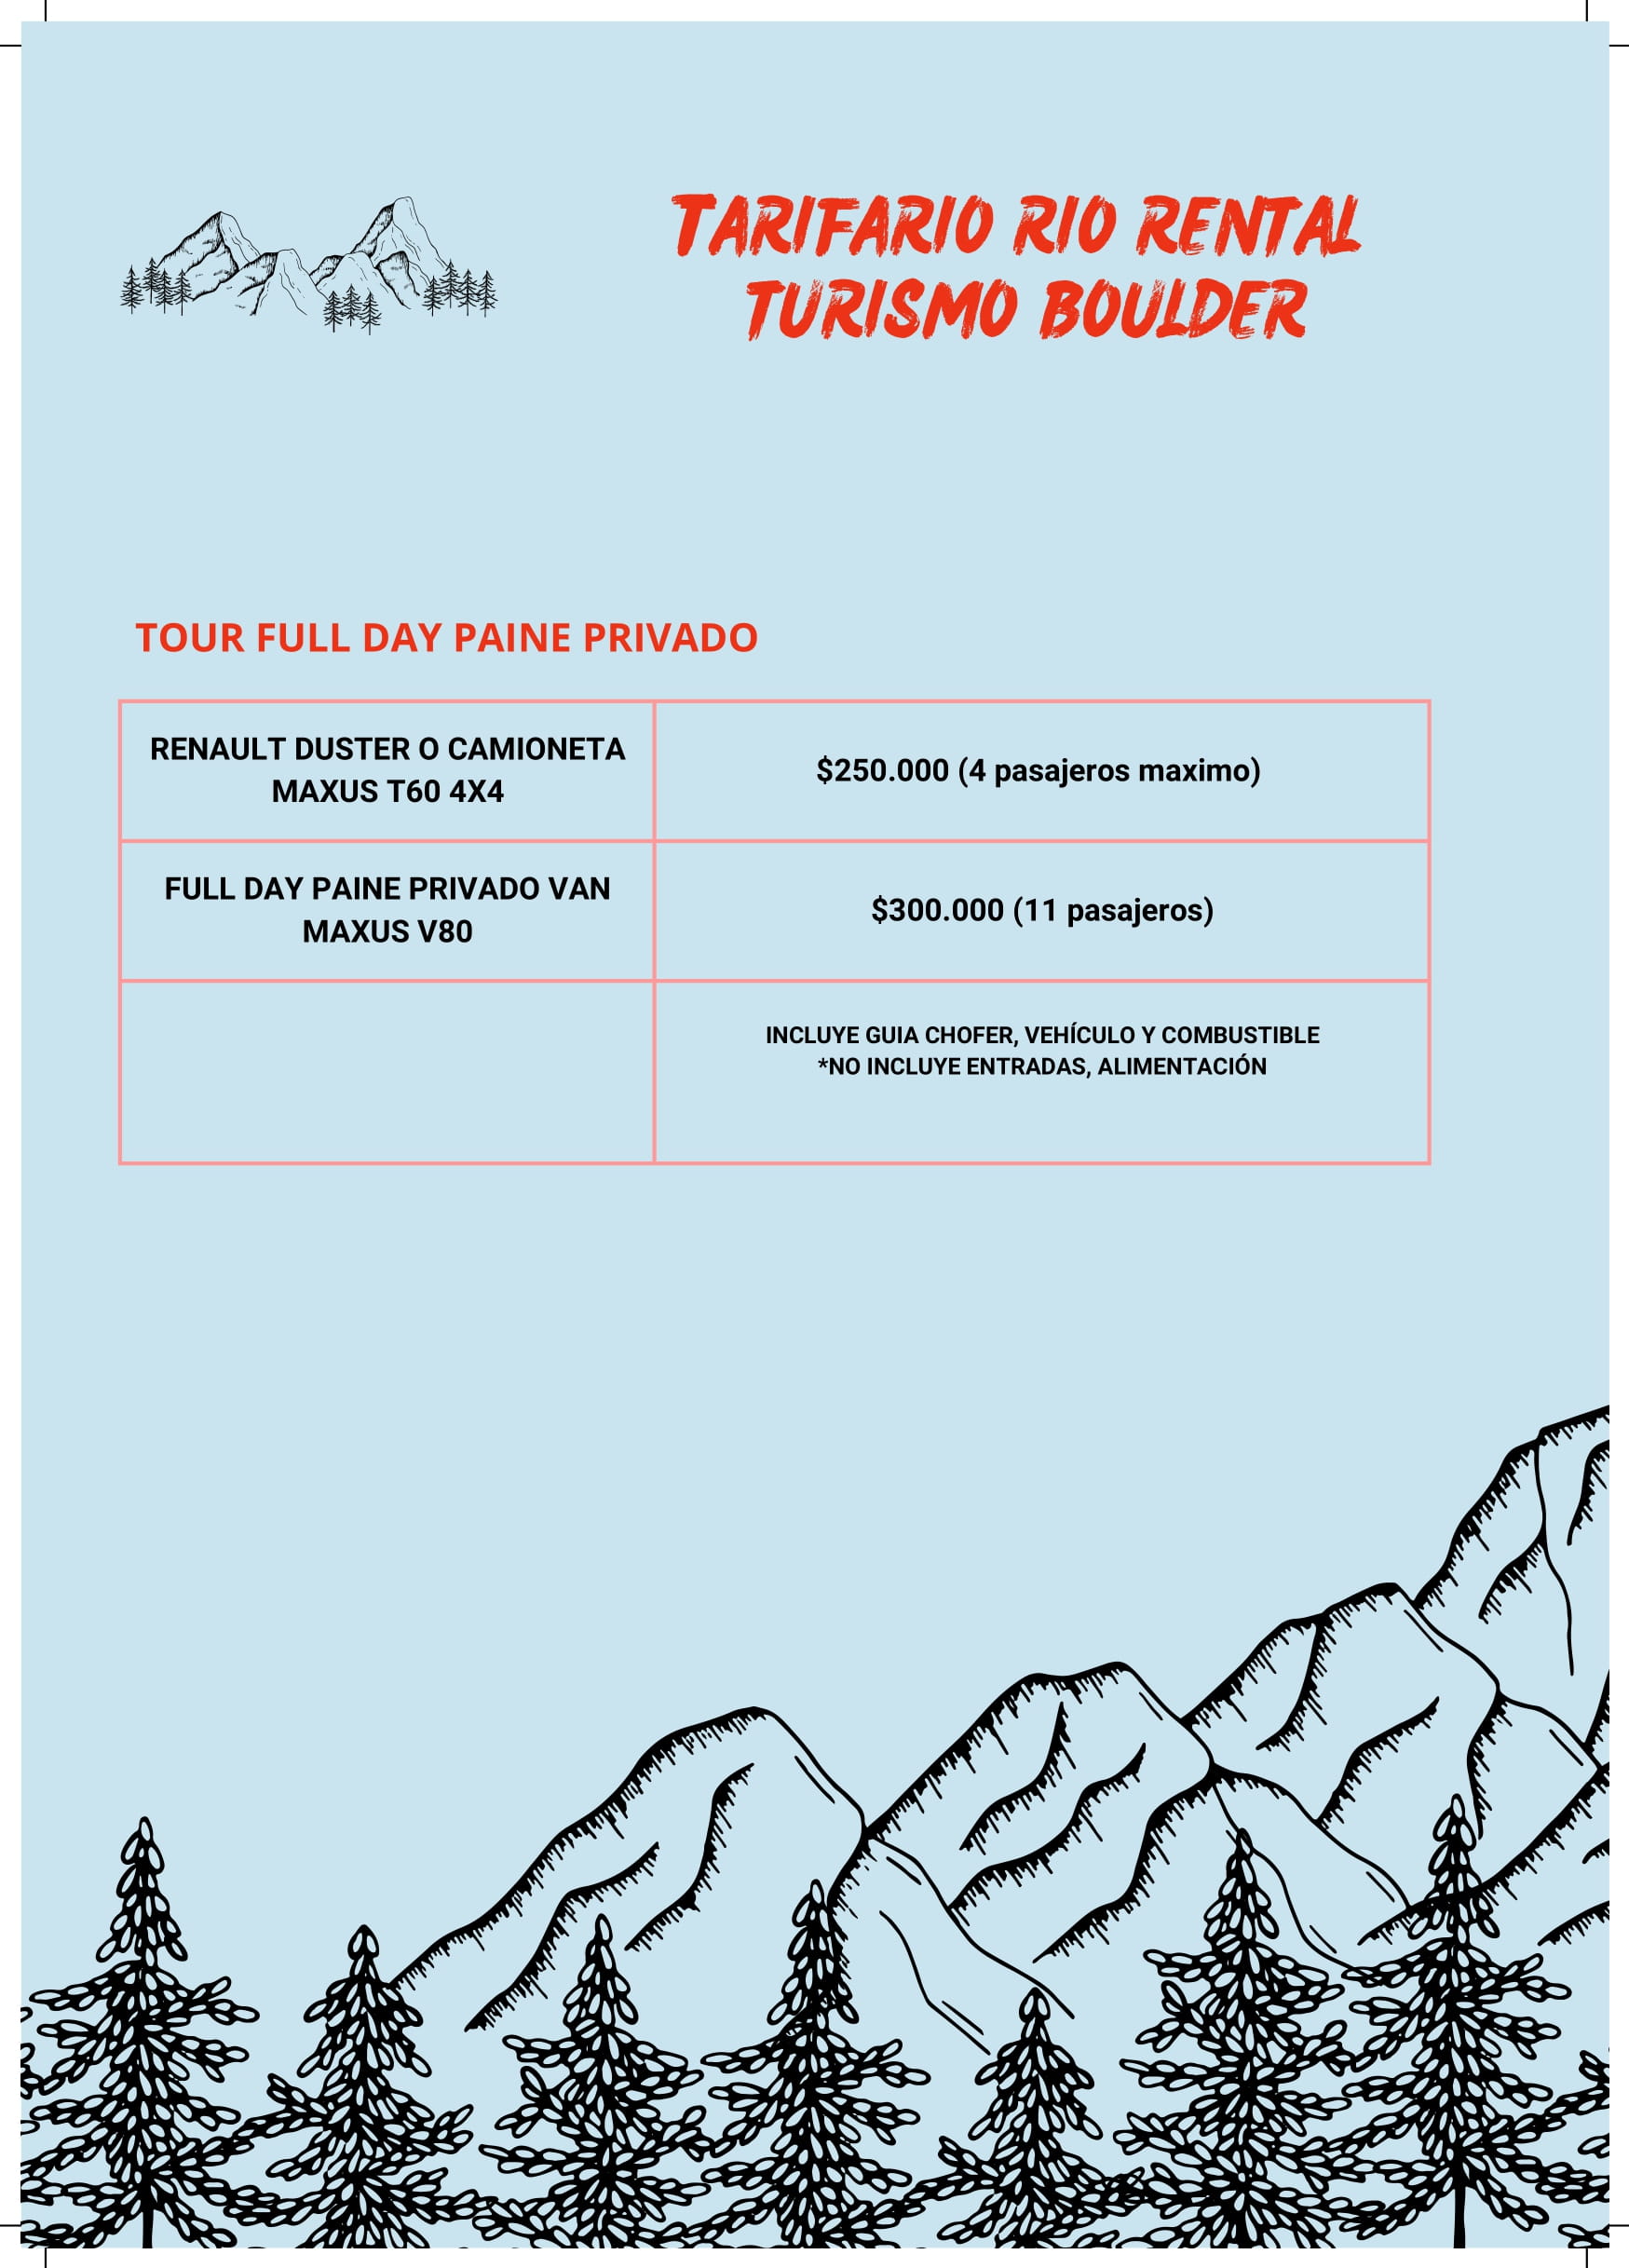 TARIFARIO RIO RENTAL
TURISMO BOULDER
TOUR FULL DAY PAINE PRIVADO
RENAULT DUSTER O CAMIONETA
MAXUS T60 4X4
$250.000 (4 pasajeros maximo)
FULL DAY PAINE PRIVADO VAN
MAXUS V80
$300.000 (11 pasajeros)
INCLUYE GUIA CHOFER, VEHÍCULO Y COMBUSTIBLE
*NO INCLUYE ENTRADAS, ALIMENTACIÓN